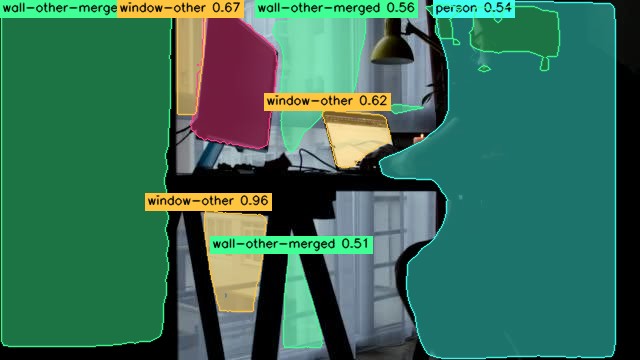 wall-other-merge
window-other 0.67
wall-other-merged 0.56
person 0.54
window-other 0.62
window-other 0.96
wall-other-merged 0.51